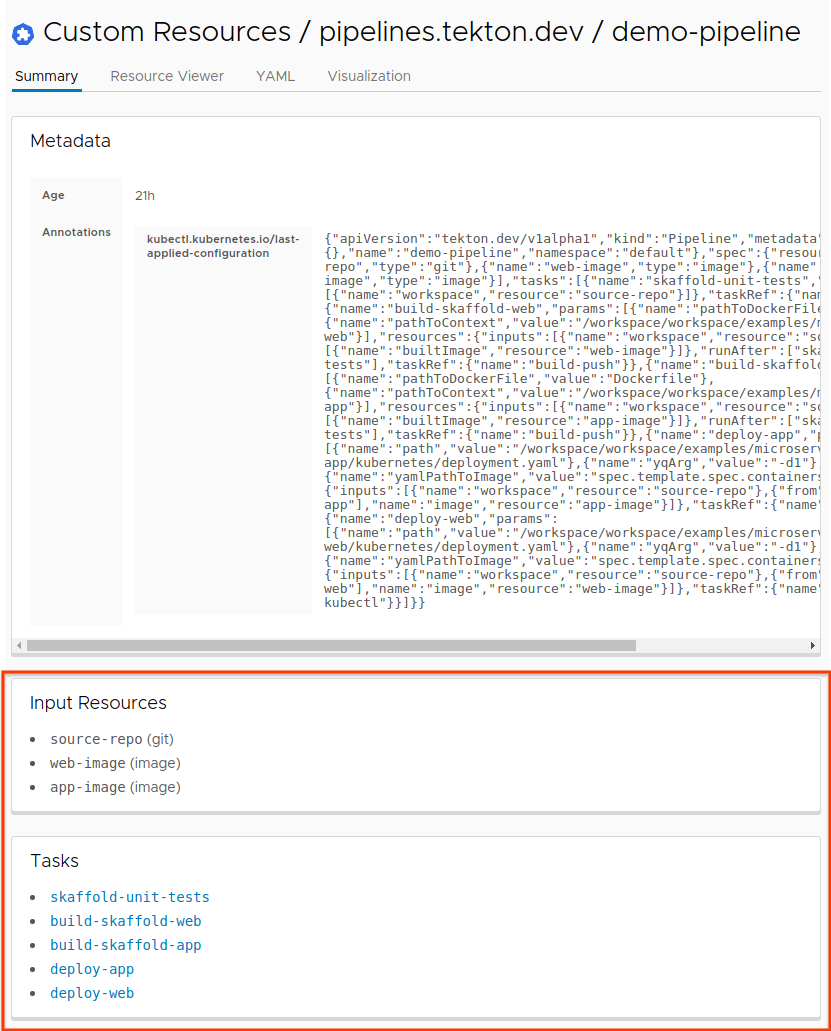 Custom Resources / pipelines.tekton.dev / demo-pipeline
Summary Resource Viewer YAML Visualization
Metadata
Age 21h
Annotations
kubectl.kubernetes.io/last-
applied-configuration
{"apiVersion":"tekton.dev/v1alpha1","kind":"Pipeline","metadata"
{},"name":"demo-pipeline","namespace":"default"},"spec":{"resour
repo","type":"git"},{"name":"web-image","type":"image"},{"name":
image","type":"image"}],"tasks":[{"name":"skaffold-unit-tests","
[{"name":"workspace","resource":"source-repo"}]},"taskRef":{"nam
{"name":"build-skaffold-web","params":[{"name":"pathToDockerFile
{"name":"pathToContext","value":"/workspace/workspace/examples/m
web"}],"resources":{"inputs":[{"name":"workspace","resource":"so
[{"name":"builtImage","resource":"web-image"}]},"runAfter":["ska
tests"],"taskRef":{"name":"build-push"}},{"name":"build-skaffold
[{"name":"pathToDockerFile","value":"Dockerfile"},
{"name":"pathToContext","value":"/workspace/workspace/examples/m
app"}],"resources":{"inputs":[{"name":"workspace","resource":"so
[{"name":"builtImage","resource":"app-image"}]},"runAfter":["ska
tests"],"taskRef":{"name":"build-push"}},{"name":"deploy-app","p
[{"name":"path","value":"/workspace/workspace/examples/microserv
app/kubernetes/deployment.yaml"},{"name":"yqArg","value":"-d1"},
{"name":"yamlPathToImage","value":"spec.template.spec.containers
{"inputs":[{"name":"workspace","resource":"source-repo"},{"from"
app"],"name":"image","resource":"app-image"}]},"taskRef":{"name"
{"name":"deploy-web","params":
[{"name":"path","value":"/workspace/workspace/examples/microserv
web/kubernetes/deployment.yaml"},{"name":"yqArg","value":"-d1"},
{"name":"yamlPathToImage","value":"spec.template.spec.containers
{"inputs":[{"name":"workspace","resource":"source-repo"},{"from"
web"],"name":"image","resource":"web-image"}]},"taskRef":{"name"
kubectl"}}]}}
Input Resources
• source-repo (git)
• web-image (image)
• app-image (image)
Tasks
• skaffold-unit-tests
• build-skaffold-web
• build-skaffold-app
• deploy-app
• deploy-web